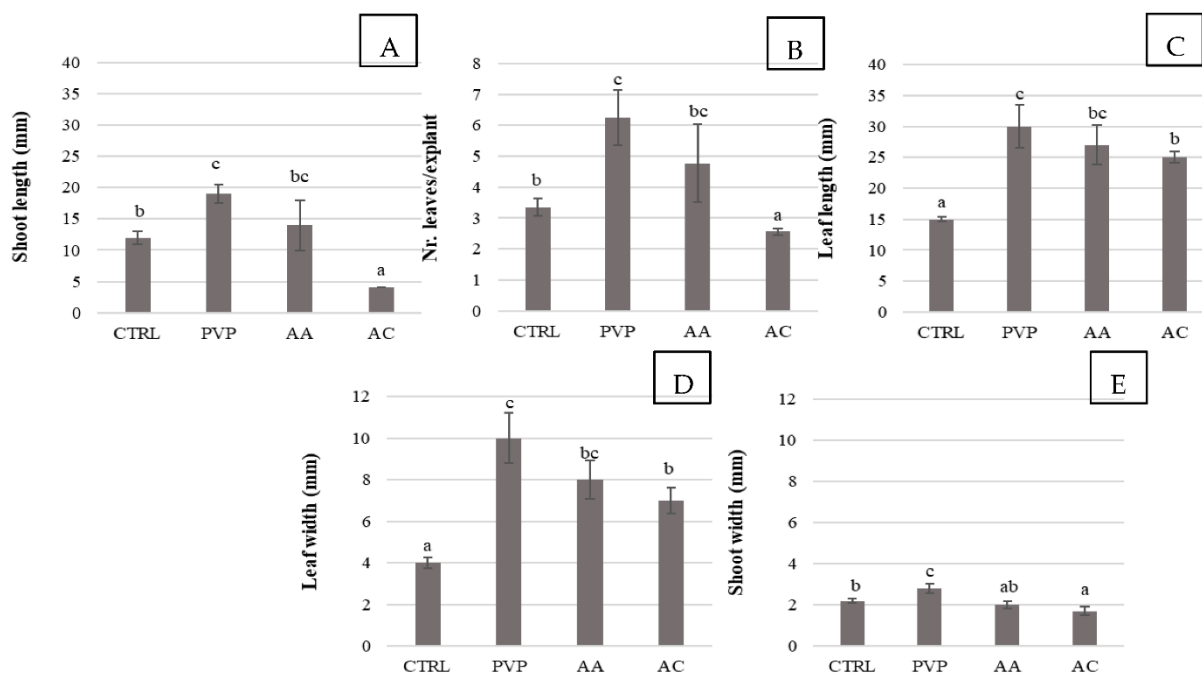 A
Shoot length (mm)
40
35
30
25
20
15
10
5
0
b
c
bc
a
CTRL PVP AA AC
B
Nr. leaves/explant
8
7
6
5
4
3
2
1
0
b
c
bc
a
CTRL PVP AA AC
C
Leaf length (mm)
40
35
30
25
20
15
10
5
0
a
c
bc
b
CTRL PVP AA AC
D
Leaf width (mm)
12
10
8
6
4
2
0
a
c
bc
b
CTRL PVP AA AC
E
Shoot width (mm)
12
10
8
6
4
2
0
b
c
ab
a
CTRL PVP AA AC